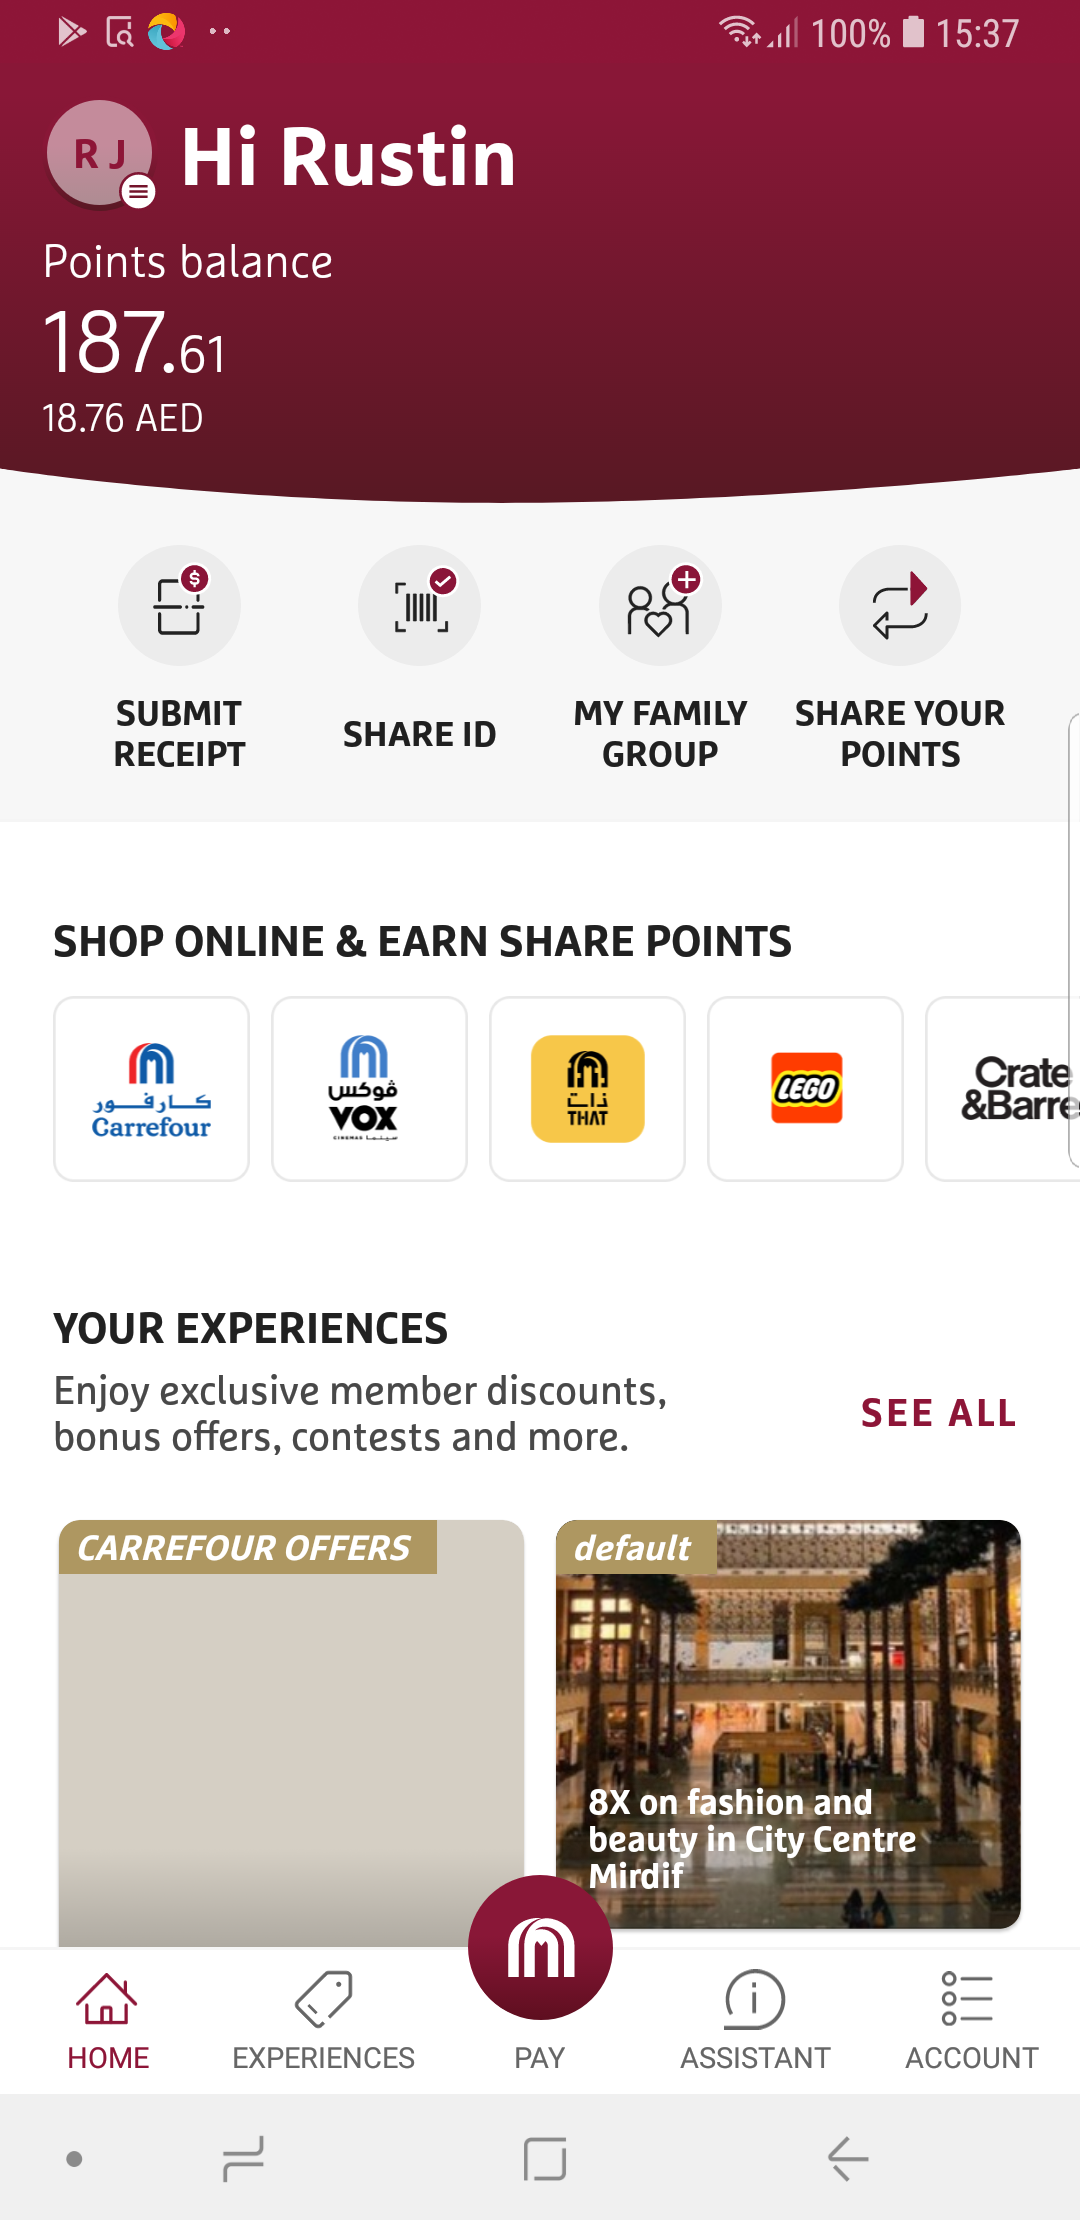 100% 15:37
R J
Hi Rustin
Points balance
187.61
18.76 AED
$
SUBMIT
RECEIPT
SHARE ID
MY FAMILY
GROUP
SHARE YOUR
POINTS
SHOP ONLINE & EARN SHARE POINTS
كارفور
Carrefour
ڤوكس
VOX
CINEMAS سينما
ذات
THAT
LEGO
Crate
&Barre
YOUR EXPERIENCES
Enjoy exclusive member discounts,
bonus offers, contests and more.
SEE ALL
CARREFOUR OFFERS
default
8X on fashion and
beauty in City Centre
Mirdif
HOME
EXPERIENCES
PAY
ASSISTANT
ACCOUNT